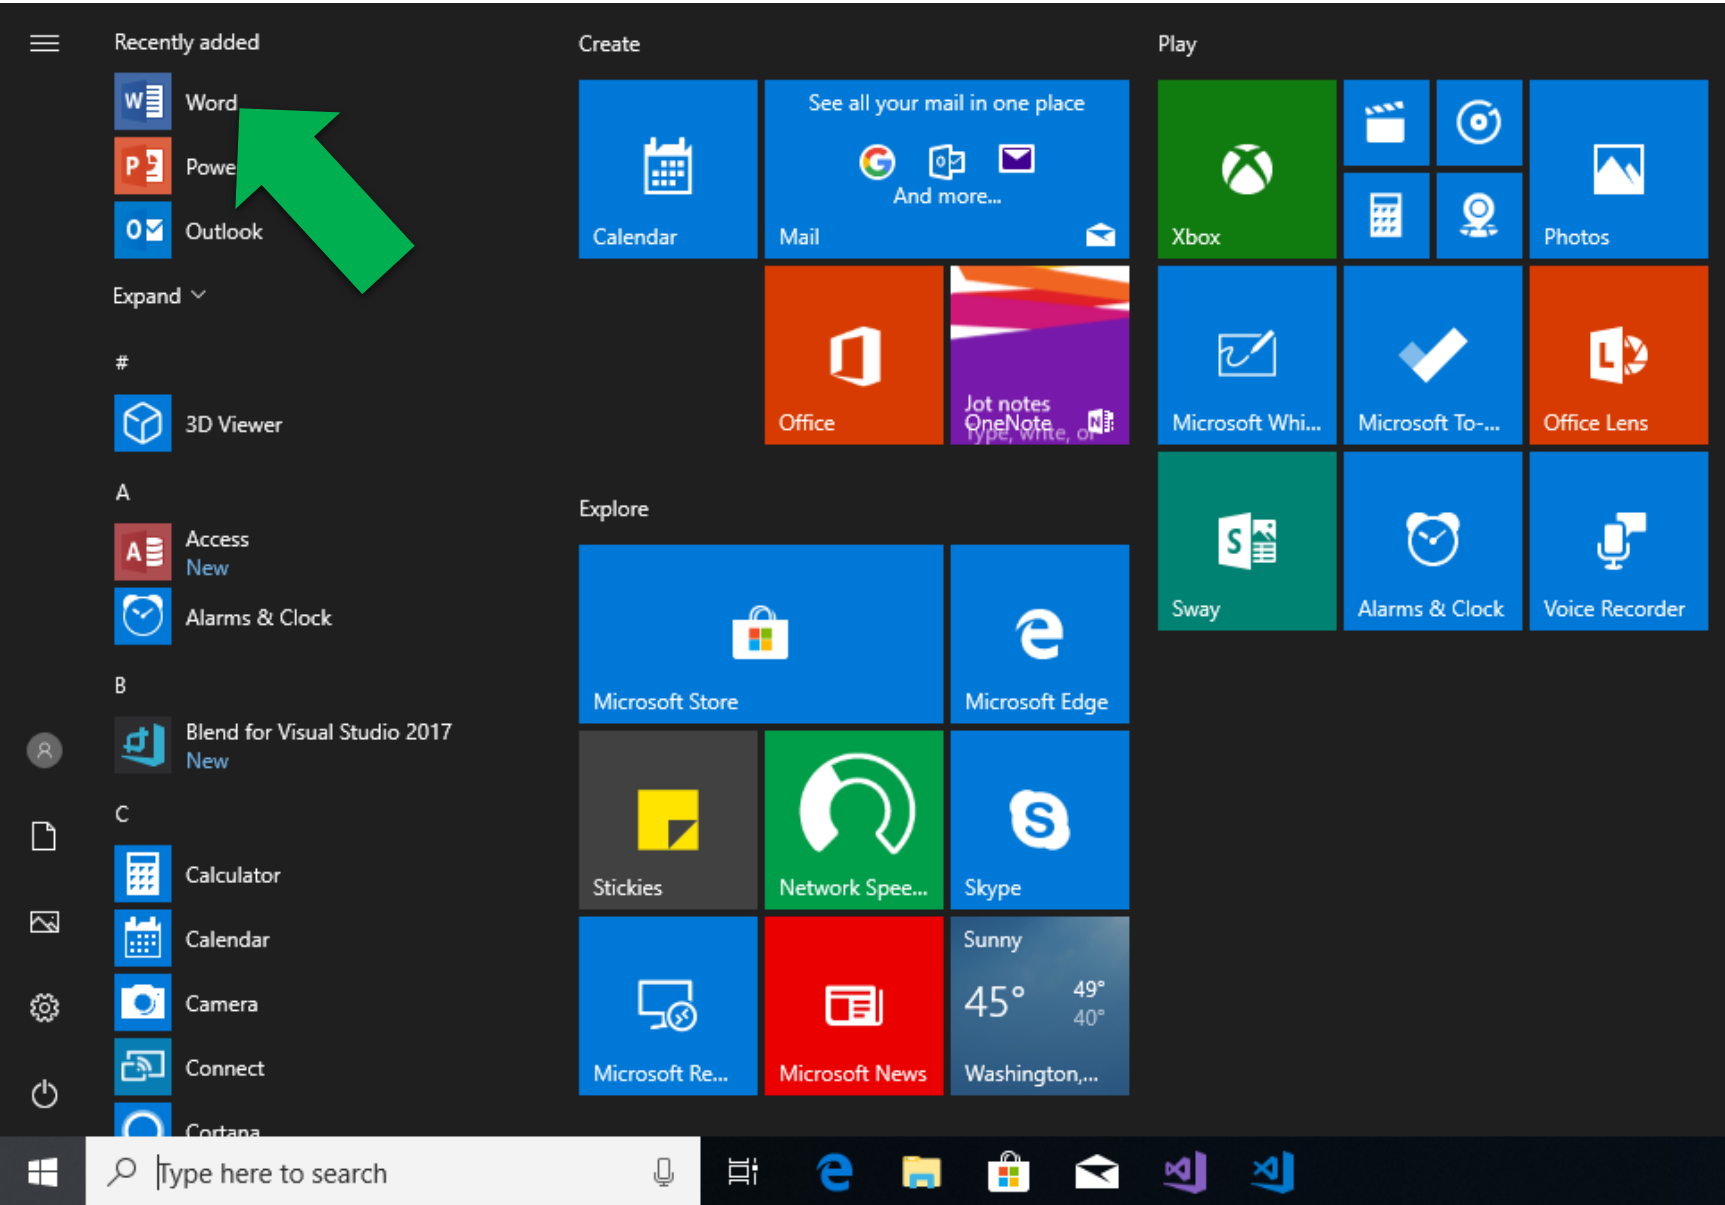 Recently added
Word
Powe
Outlook
Expand
#
3D Viewer
A
Access
New
Alarms & Clock
B
Blend for Visual Studio 2017
New
C
Calculator
Calendar
Camera
Connect
Cortana
Create
Calendar
See all your mail in one place
And more...
Mail
Office
Jot notes
OneNote
Type, write, or
Explore
Microsoft Store
Microsoft Edge
Stickies
Network Spee...
Skype
Microsoft Re...
Microsoft News
Sunny
45° 49°
40°
Washington,...
Play
Xbox
Photos
Microsoft Whi...
Microsoft To-...
Office Lens
Sway
Alarms & Clock
Voice Recorder
Type here to search